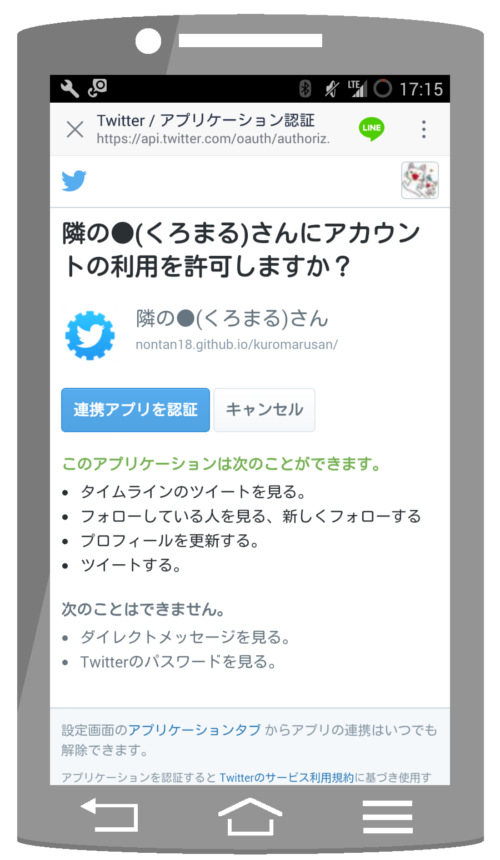 LTE 17:15
Twitter / アプリケーション認証
https://api.twitter.com/oauth/authoriz.
LINE
隣の●(くろまる)さんにアカウン
トの利用を許可しますか？
隣の●(くろまる)さん
nontan18.github.io/kuromarusan/
連携アプリを認証 キャンセル
このアプリケーションは次のことができます。
• タイムラインのツイートを見る。
• フォローしている人を見る、新しくフォローする
• プロフィールを更新する。
• ツイートする。
次のことはできません。
• ダイレクトメッセージを見る。
• Twitterのパスワードを見る。
設定画面のアプリケーションタブ からアプリの連携はいつでも
解除できます。
アプリケーションを認証すると Twitterのサービス利用規約に基づき使用す